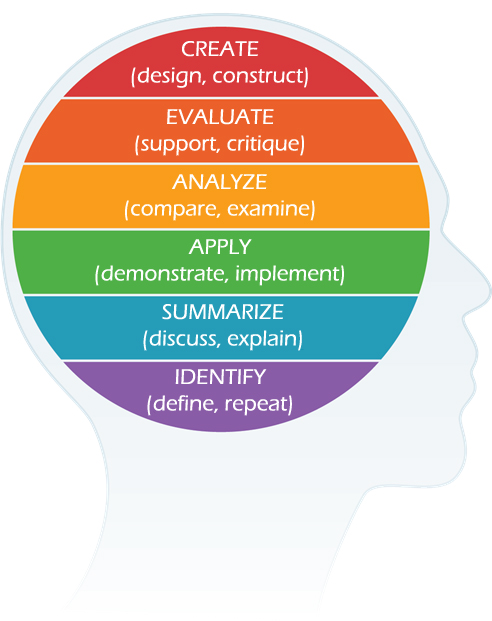 CREATE
(design, construct)
EVALUATE
(support, critique)
ANALYZE
(compare, examine)
APPLY
(demonstrate, implement)
SUMMARIZE
(discuss, explain)
IDENTIFY
(define, repeat)